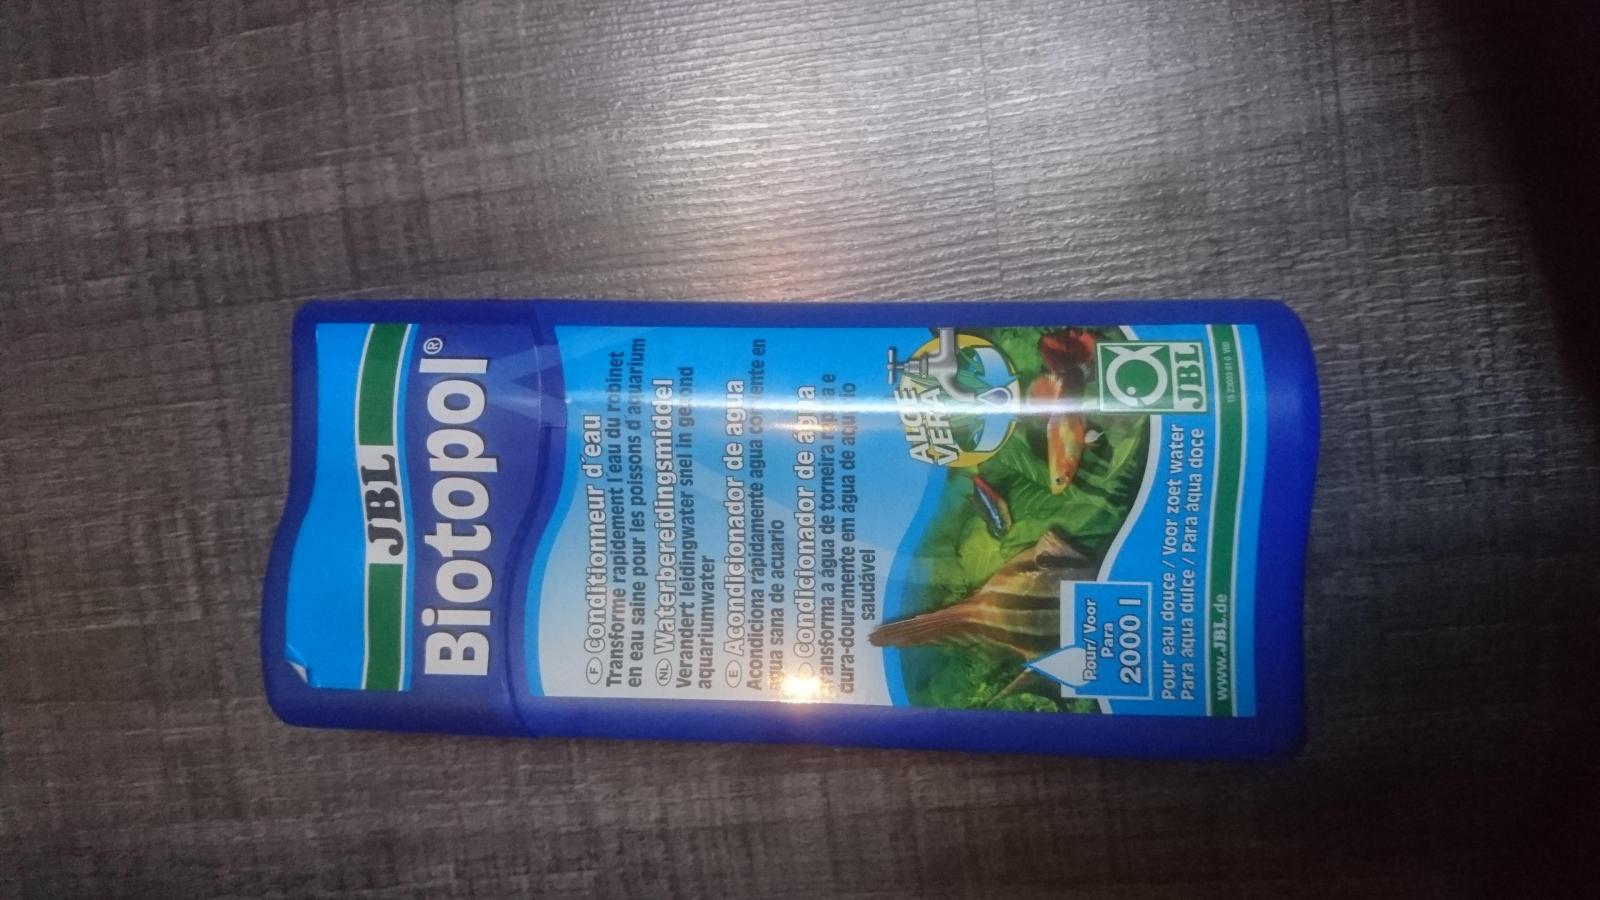 JBL
Biotopol®
F Conditionneur d'eau
Transforme rapidement l'eau du robinet
en eau saine pour les poissons d'aquarium
NL Waterbereidingsmiddel
Verandert leidingwater snel in gezond
aquariumwater
E Acondicionador de agua
Acondiciona rápidamente agua corriente en
agua sana de acuario
Condicionador de água
Transforma a água de torneira rápida e
dura-douramente em água de aquário
saudável
ALOE
VERA
Pour/ Voor
Para
2000 l
Pour eau douce / Voor zoet water
Para agua dulce / Para água doce
JBL
www.JBL.de